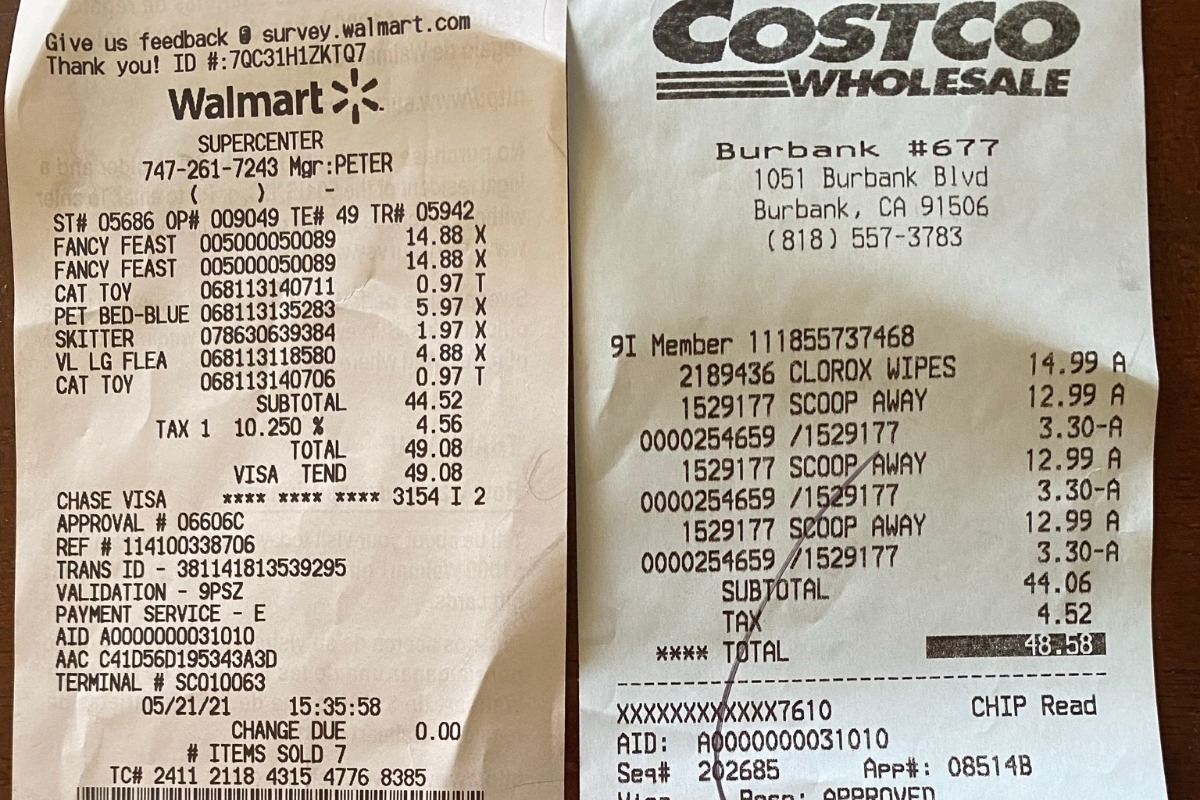 Give us feedback @ survey.walmart.com
Thank you! ID #:7QC31H1ZKTQ7
Walmart
SUPERCENTER
747-261-7243 Mgr:PETER
( ) -
ST# 05686 OP# 009049 TE# 49 TR# 05942
FANCY FEAST 005000050089 14.88 X
FANCY FEAST 005000050089 14.88 X
CAT TOY 068113140711 0.97 T
PET BED-BLUE 068113135283 5.97 X
SKITTER 078630639384 1.97 X
VL LG FLEA 068113118580 4.88 X
CAT TOY 068113140706 0.97 T
SUBTOTAL 44.52
TAX 1 10.250 % 4.56
TOTAL 49.08
VISA TEND 49.08
CHASE VISA **** **** **** 3154 I 2
APPROVAL # 06606C
REF # 114100338706
TRANS ID - 381141813539295
VALIDATION - 9PSZ
PAYMENT SERVICE - E
AID A0000000031010
AAC C41D56D195343A3D
TERMINAL # SC010063
05/21/21 15:35:58
CHANGE DUE 0.00
# ITEMS SOLD 7
TC# 2411 2118 4315 4776 8385
COSTCO
WHOLESALE
Burbank #677
1051 Burbank Blvd
Burbank, CA 91506
(818) 557-3783
9I Member 111855737468
2189436 CLOROX WIPES 14.99 A
1529177 SCOOP AWAY 12.99 A
0000254659 /1529177 3.30-A
1529177 SCOOP AWAY 12.99 A
0000254659 /1529177 3.30-A
1529177 SCOOP AWAY 12.99 A
0000254659 /1529177 3.30-A
SUBTOTAL 44.06
TAX 4.52
**** TOTAL 48.58
XXXXXXXXXXXX7610 CHIP Read
AID: A0000000031010
Seq# 202685 App#: 08514B
Visa Resp: APPROVED